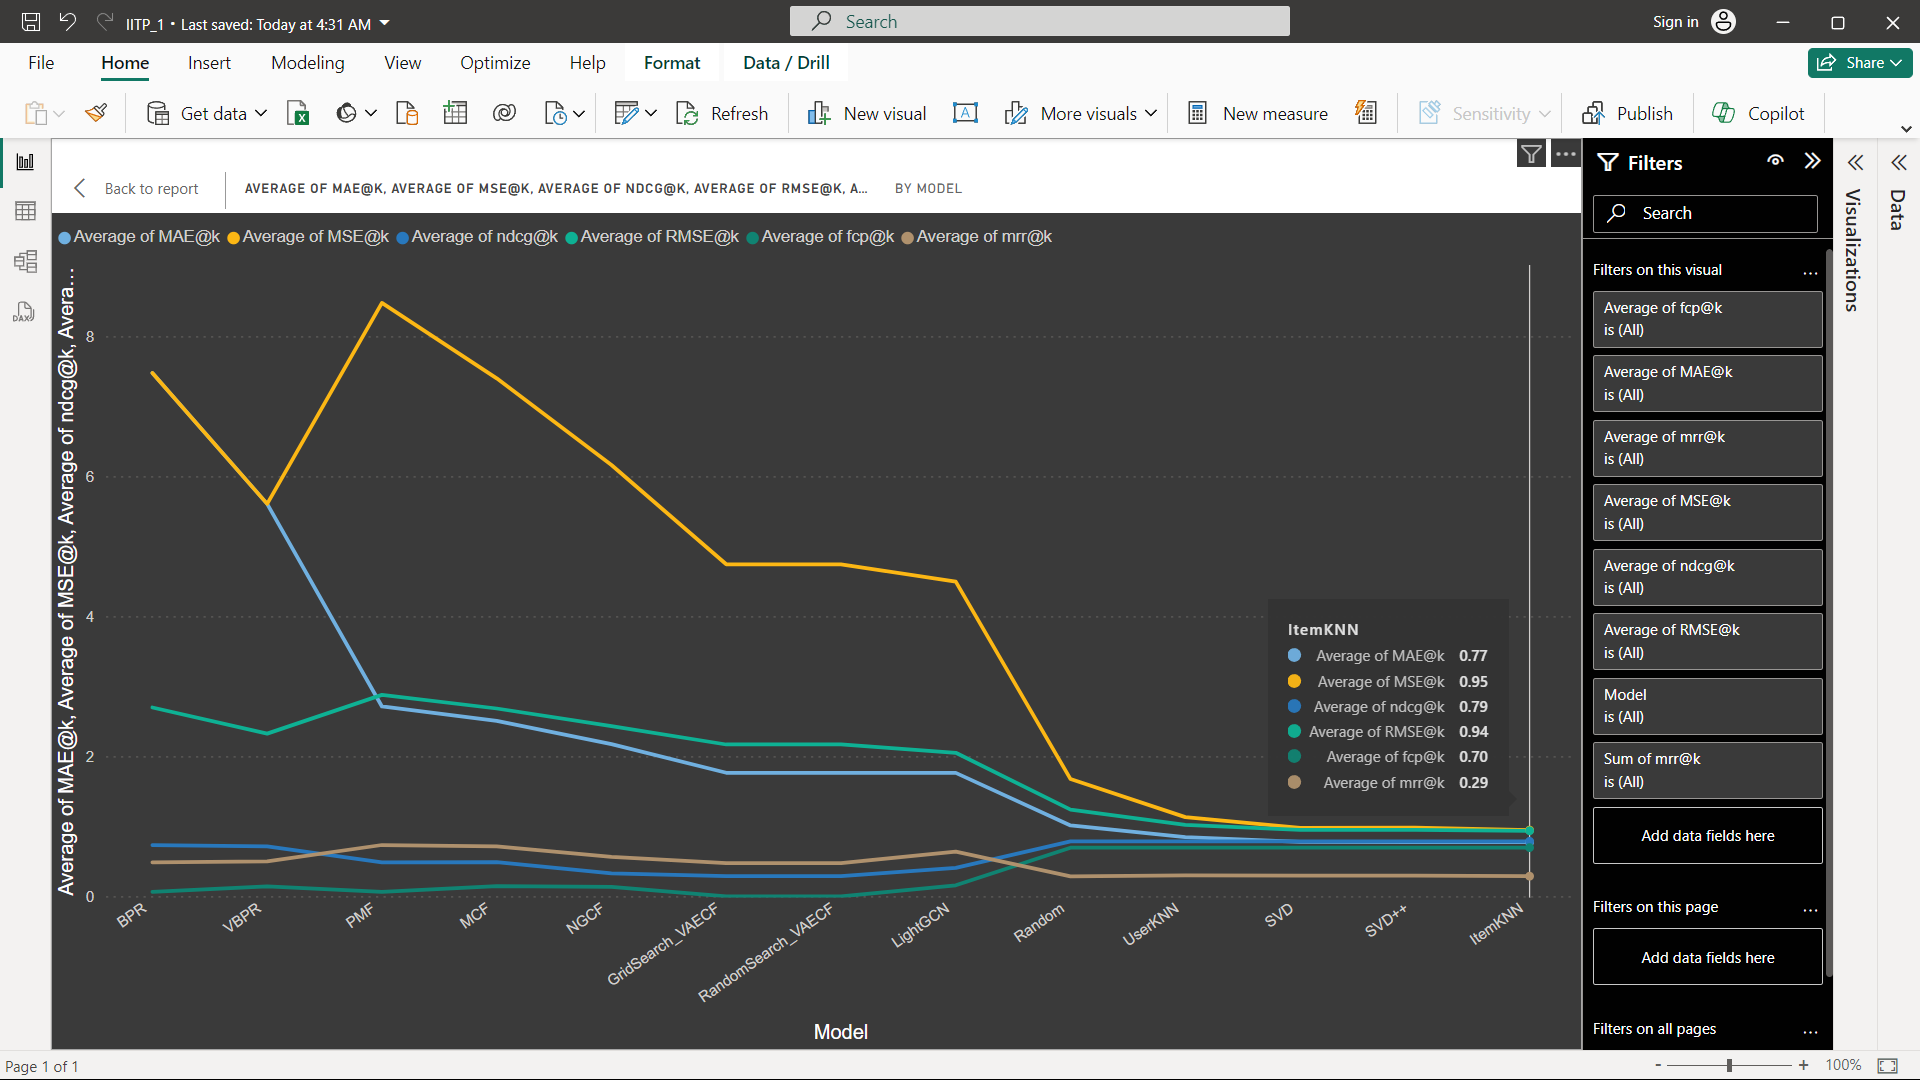 IITP_1 • Last saved: Today at 4:31 AM
Search
Sign in
File Home Insert Modeling View Optimize Help Format Data / Drill
Share
Get data
Refresh
New visual
More visuals
New measure
Sensitivity
Publish
Copilot
Back to report
AVERAGE OF MAE@K, AVERAGE OF MSE@K, AVERAGE OF NDCG@K, AVERAGE OF RMSE@K, A...
BY MODEL
Average of MAE@k Average of MSE@k Average of ndcg@k Average of RMSE@k Average of fcp@k Average of mrr@k
Average of MAE@k, Average of MSE@k, Average of ndcg@k, Avera...
8
6
4
2
0
ItemKNN
Average of MAE@k 0.77
Average of MSE@k 0.95
Average of ndcg@k 0.79
Average of RMSE@k 0.94
Average of fcp@k 0.70
Average of mrr@k 0.29
BPR
VBPR
PMF
MCF
NGCF
GridSearch_VAECF
RandomSearch_VAECF
LightGCN
Random
UserKNN
SVD
SVD++
ItemKNN
Model
Filters
Search
Filters on this visual
...
Average of fcp@k
is (All)
Average of MAE@k
is (All)
Average of mrr@k
is (All)
Average of MSE@k
is (All)
Average of ndcg@k
is (All)
Average of RMSE@k
is (All)
Model
is (All)
Sum of mrr@k
is (All)
Add data fields here
Filters on this page
...
Add data fields here
Filters on all pages
...
Visualizations
Data
DAX
Page 1 of 1
- + 100%